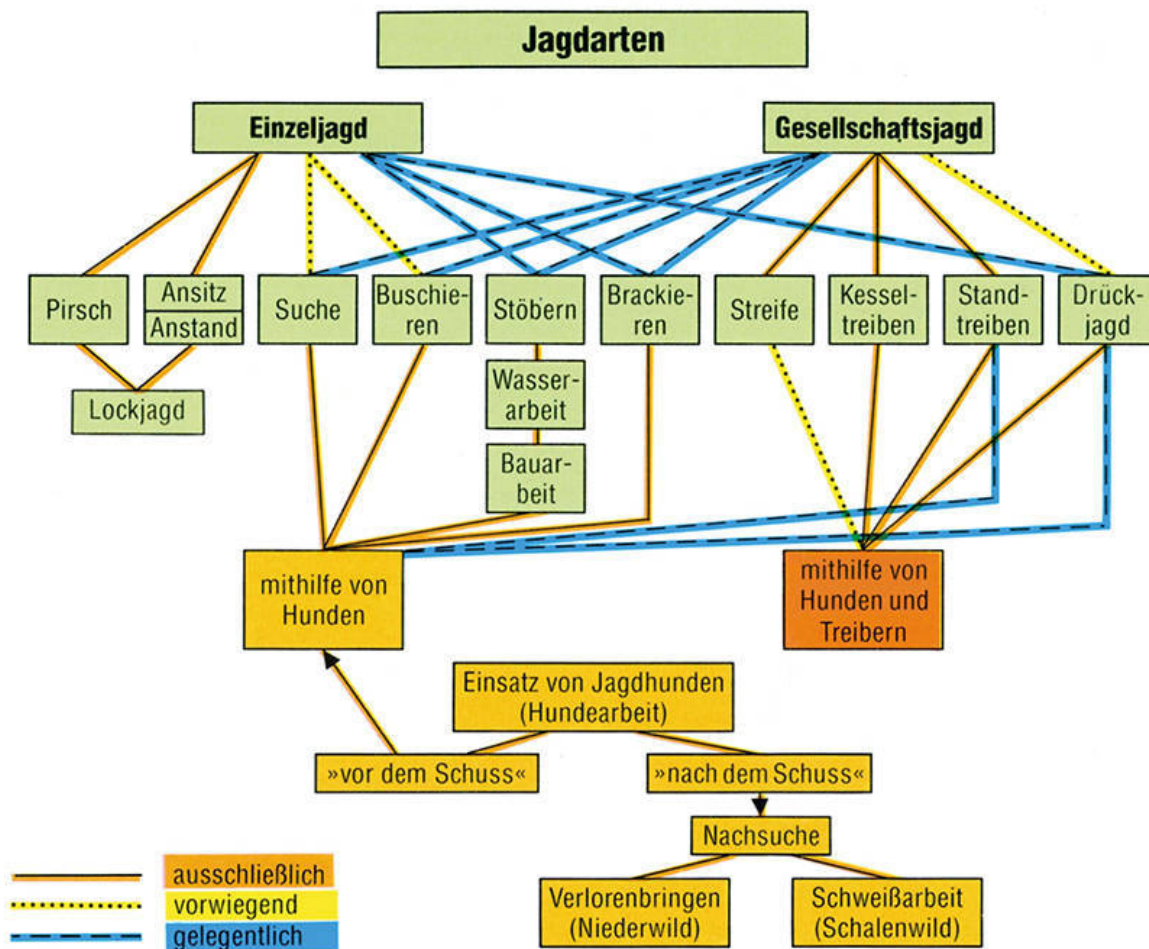 Jagdarten
Einzeljagd
Gesellschaftsjagd
Pirsch
Ansitz
Anstand
Suche
Buschie-
ren
Stöbern
Brackie-
ren
Streife
Kessel-
treiben
Stand-
treiben
Drück-
jagd
Lockjagd
Wasser-
arbeit
Bauar-
beit
mithilfe von
Hunden
mithilfe von
Hunden und
Treibern
Einsatz von Jagdhunden
(Hundearbeit)
»vor dem Schuss«
»nach dem Schuss«
Nachsuche
Verlorenbringen
(Niederwild)
Schweißarbeit
(Schalenwild)
ausschließlich
vorwiegend
gelegentlich